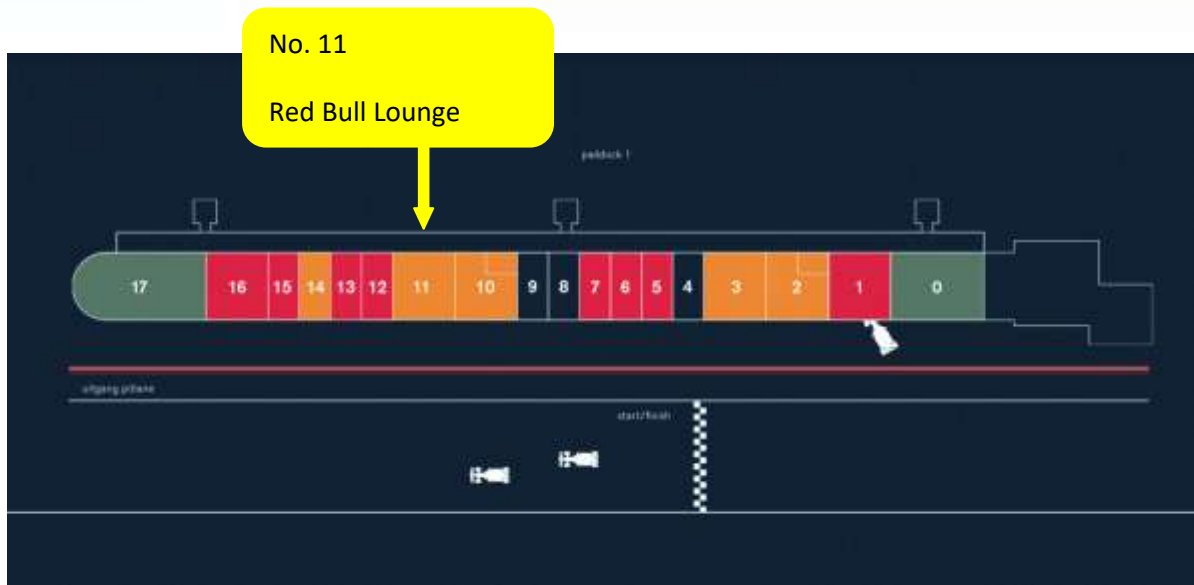 No. 11
Red Bull Lounge
paddock 1
17 16 15 14 13 12 11 10 9 8 7 6 5 4 3 2 1 0
uitgang pitlane
start/finish